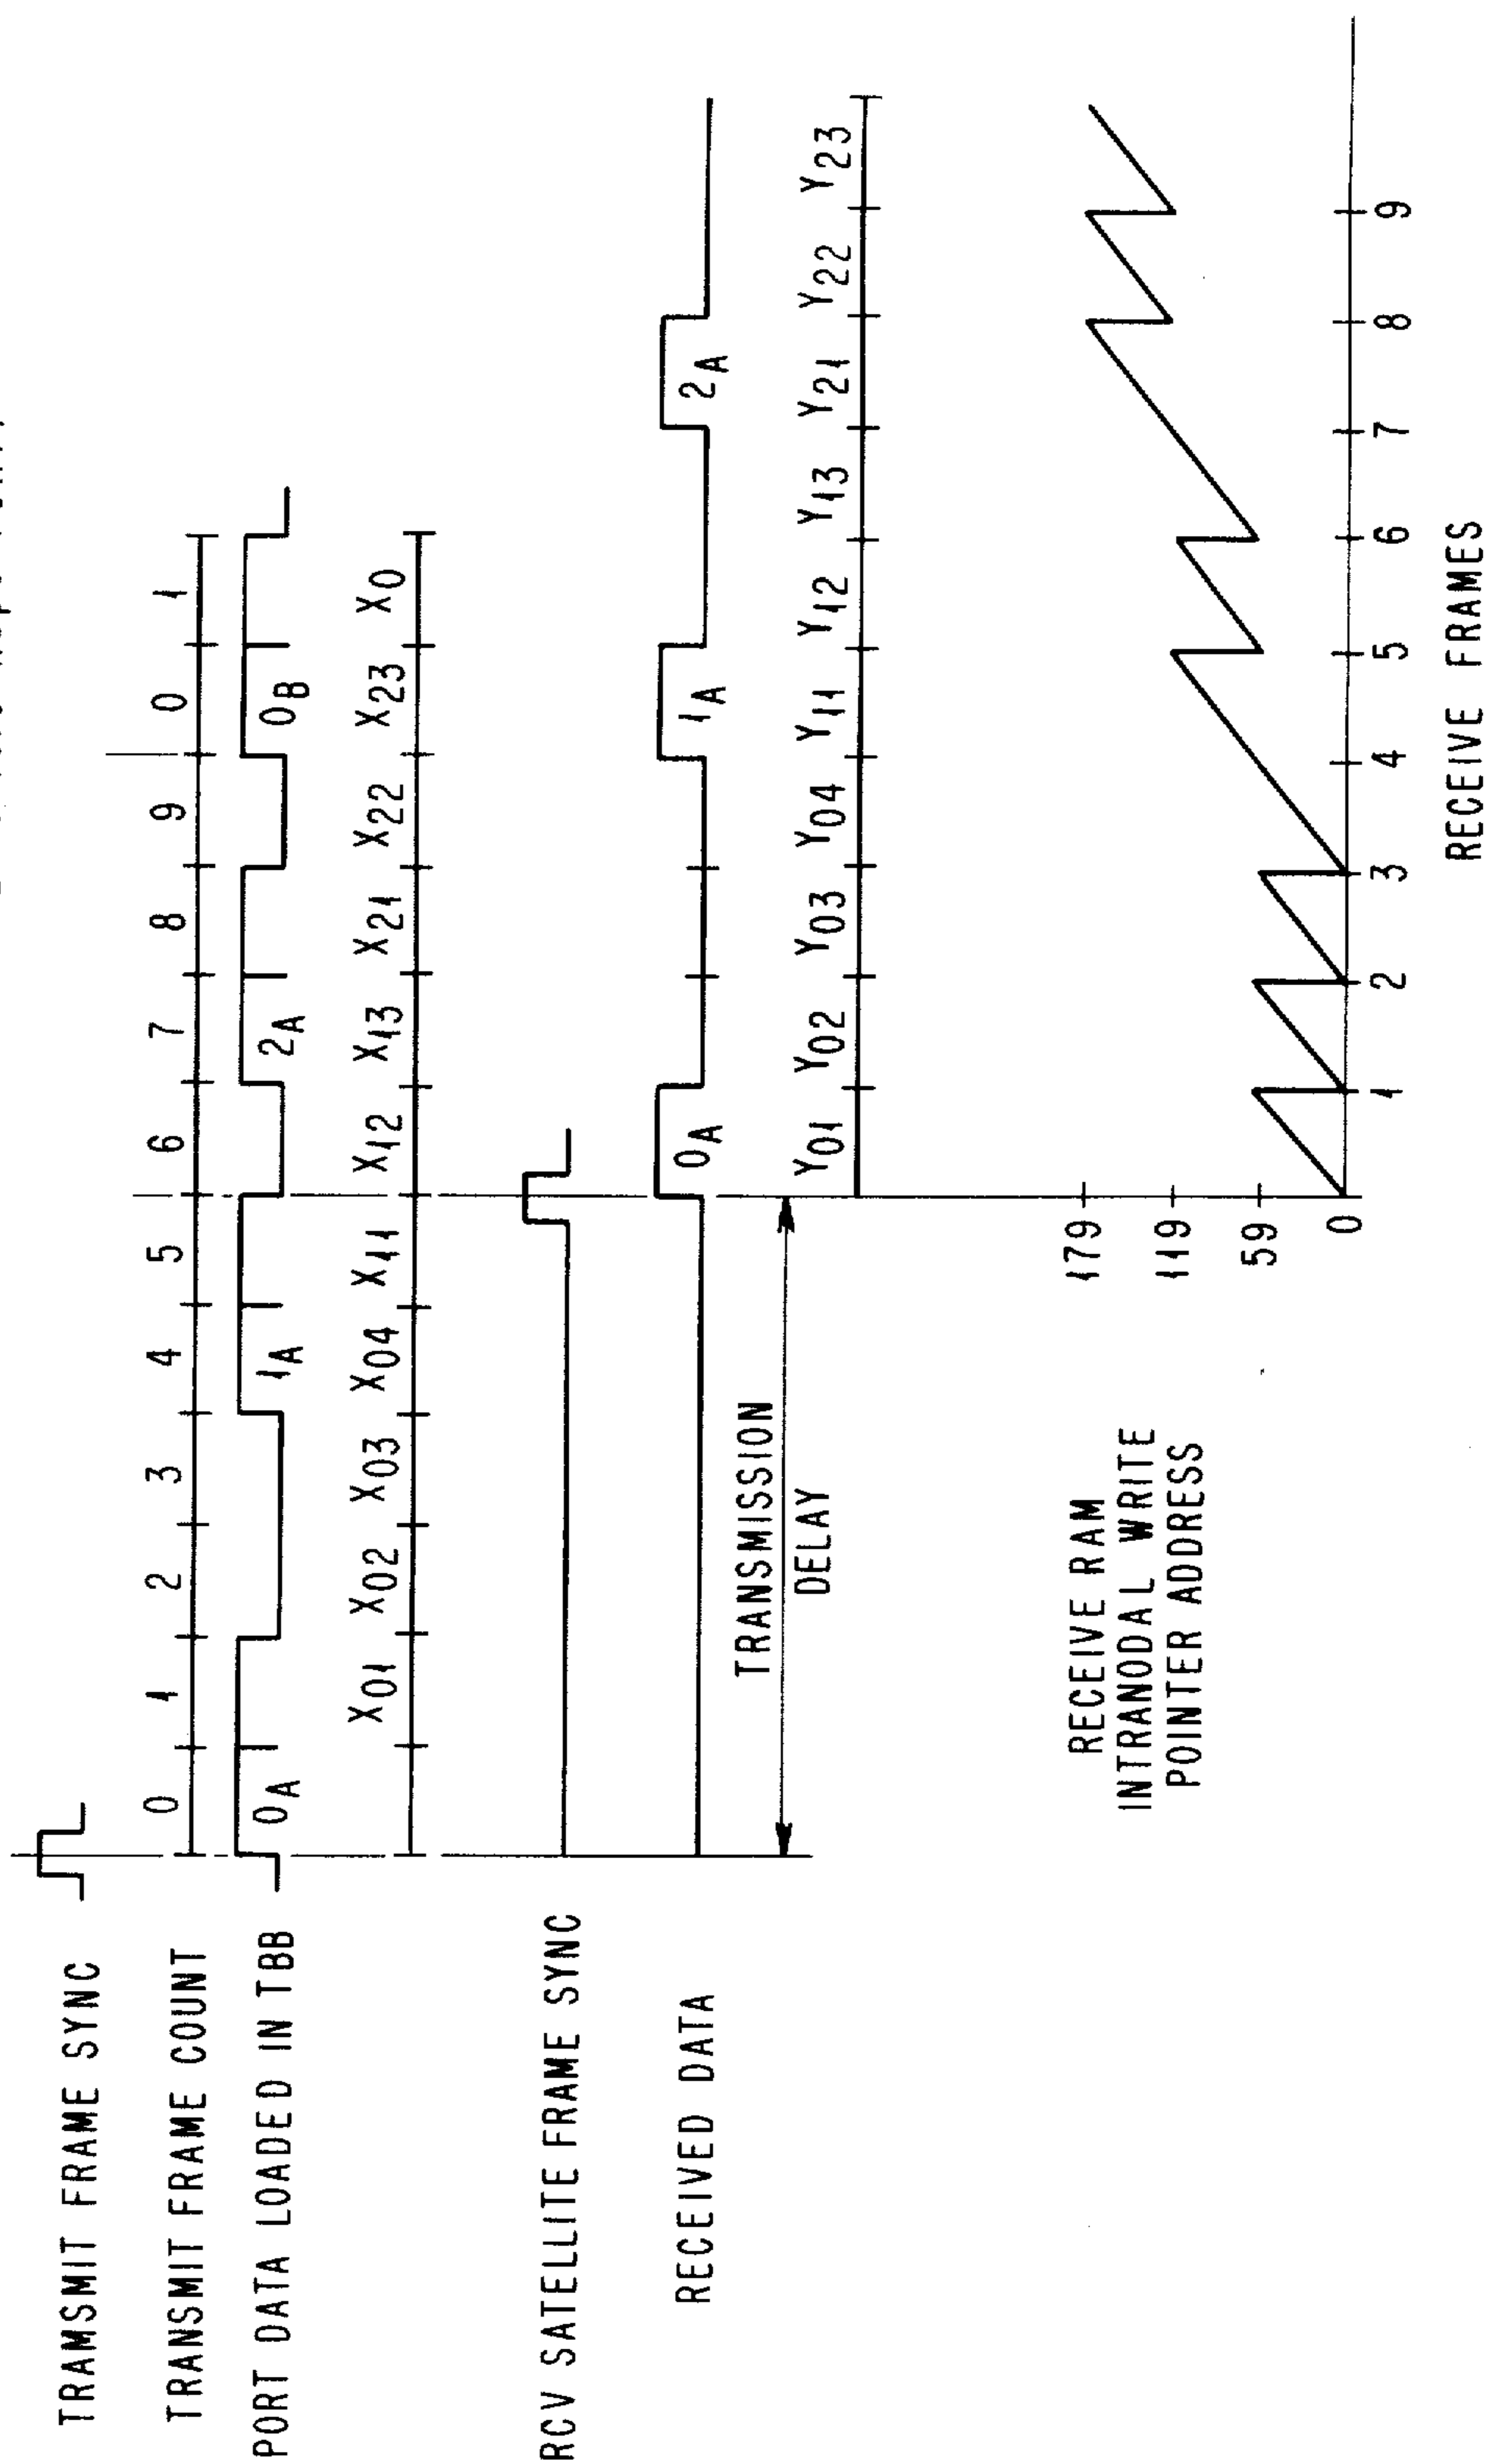 TRAMSMIT FRAME SYNC
TRANSMIT FRAME COUNT
0 1 2 3 4 5 6 7 8 9 0 1
PORT DATA LOADED IN TBB
0A 1A 2A 0B
X01 X02 X03 X04 X11 X12 X13 X21 X22 X23 X0
RCV SATELLITE FRAME SYNC
RECEIVED DATA
0A 1A 2A
TRANSMISSION
DELAY
Y01 Y02 Y03 Y04 Y11 Y12 Y13 Y21 Y22 Y23
RECEIVE RAM
INTRANODAL WRITE
POINTER ADDRESS
179
119
59
0
1 2 3 4 5 6 7 8 9
RECEIVE FRAMES